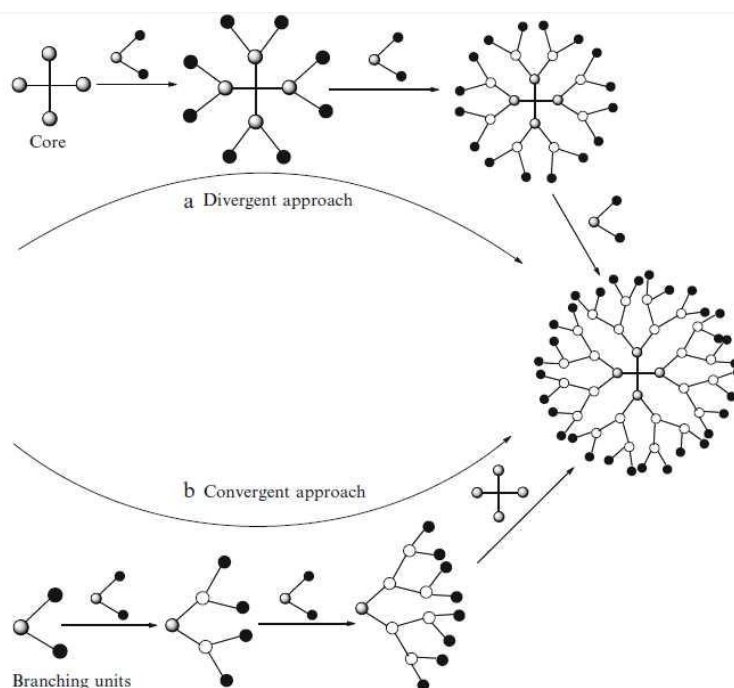 Core
a Divergent approach
b Convergent approach
Branching units